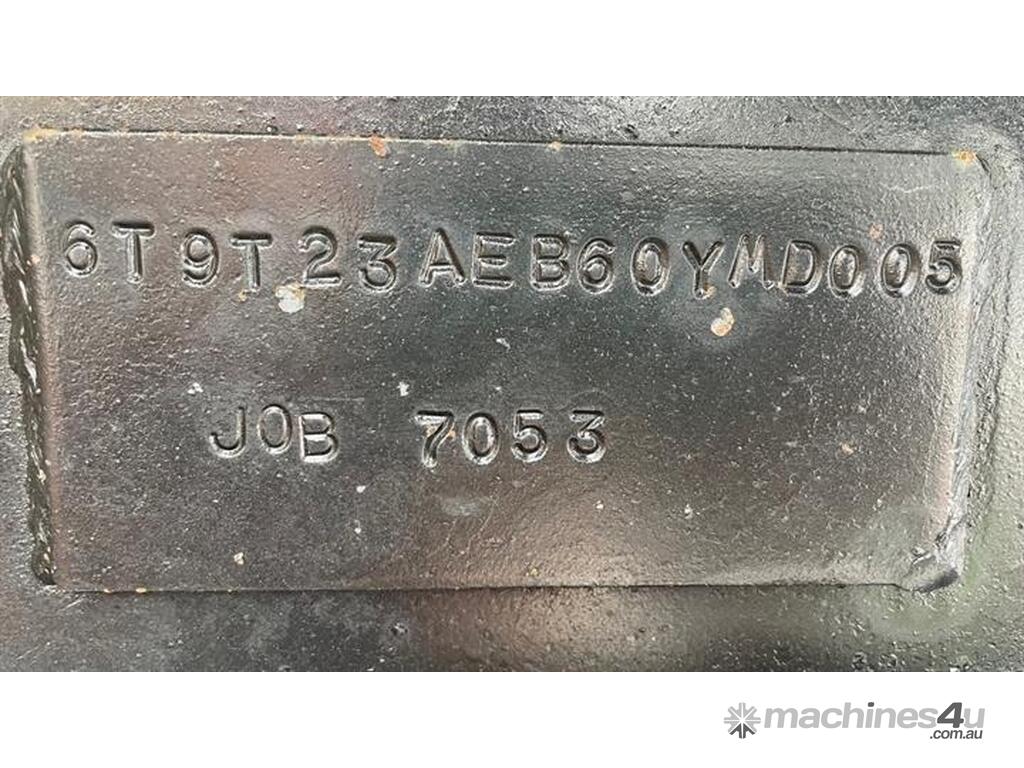 6T9T23AEB60YMD005
JOB 7053
machines4u
.com.au